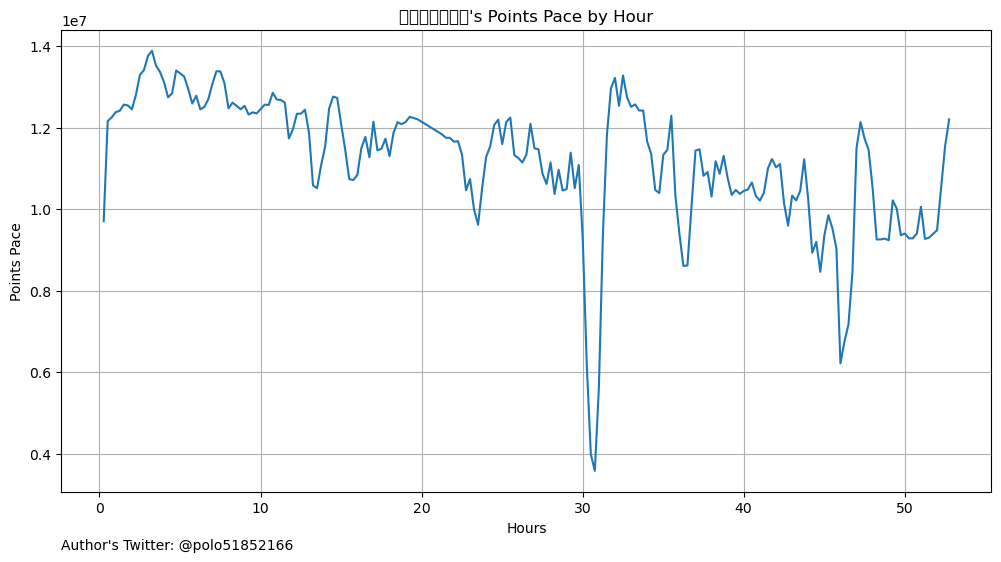 's Points Pace by Hour
1e7
1.4
1.2
1.0
0.8
0.6
0.4
Points Pace
0 10 20 30 40 50
Hours
Author's Twitter: @polo51852166